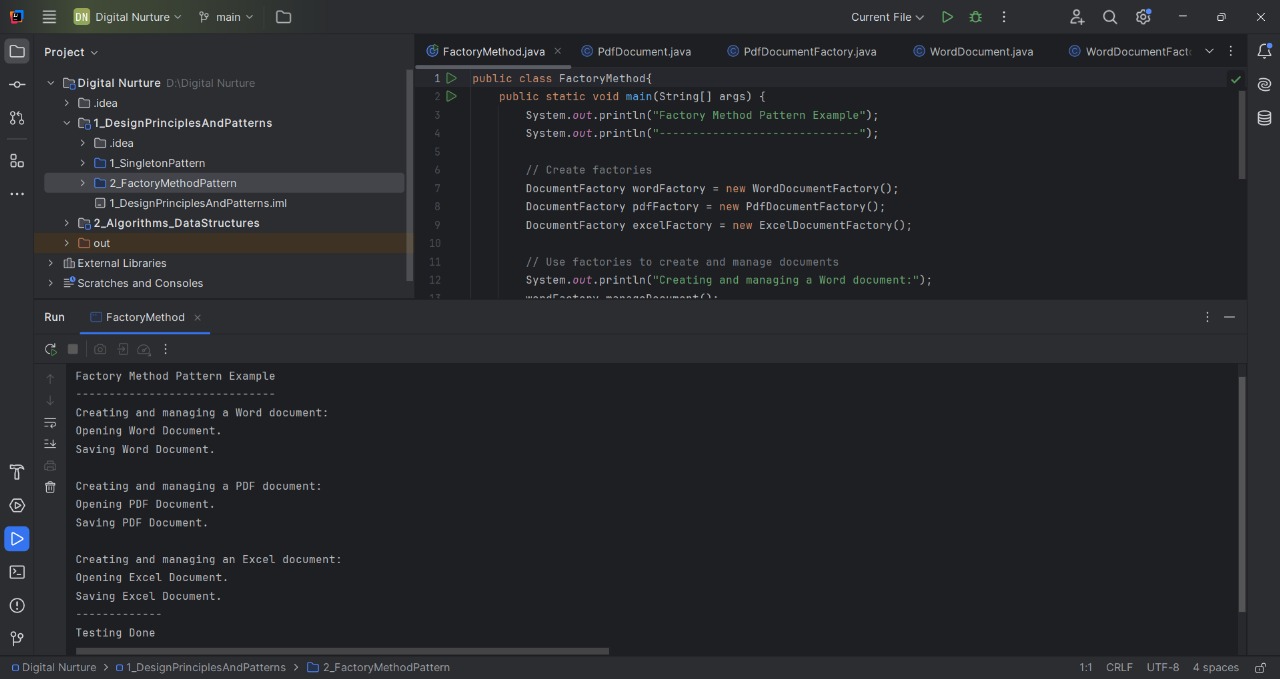 DN Digital Nurture main Current File
Project
Digital Nurture D:\Digital Nurture
.idea
1_DesignPrinciplesAndPatterns
.idea
1_SingletonPattern
2_FactoryMethodPattern
1_DesignPrinciplesAndPatterns.iml
2_Algorithms_DataStructures
out
External Libraries
Scratches and Consoles
FactoryMethod.java PdfDocument.java PdfDocumentFactory.java WordDocument.java WordDocumentFact
1 public class FactoryMethod{
2 public static void main(String[] args) {
3 System.out.println("Factory Method Pattern Example");
4 System.out.println("------------------------------");
5
6 // Create factories
7 DocumentFactory wordFactory = new WordDocumentFactory();
8 DocumentFactory pdfFactory = new PdfDocumentFactory();
9 DocumentFactory excelFactory = new ExcelDocumentFactory();
10
11 // Use factories to create and manage documents
12 System.out.println("Creating and managing a Word document:");
13 wordFactory.manageDocument();
Run FactoryMethod
Factory Method Pattern Example
------------------------------
Creating and managing a Word document:
Opening Word Document.
Saving Word Document.
Creating and managing a PDF document:
Opening PDF Document.
Saving PDF Document.
Creating and managing an Excel document:
Opening Excel Document.
Saving Excel Document.
-------------
Testing Done
Digital Nurture > 1_DesignPrinciplesAndPatterns > 2_FactoryMethodPattern 1:1 CRLF UTF-8 4 spaces